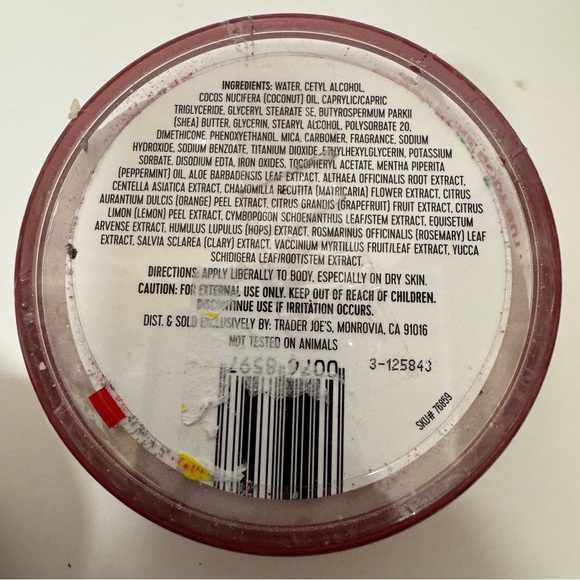 INGREDIENTS: WATER, CETYL ALCOHOL,
COCOS NUCIFERA (COCONUT) OIL, CAPRYLIC/CAPRIC
TRIGLYCERIDE, GLYCERYL STEARATE SE, BUTYROSPERMUM PARKII
(SHEA) BUTTER, GLYCERIN, STEARYL ALCOHOL, POLYSORBATE 20,
DIMETHICONE, PHENOXYETHANOL, MICA, CARBOMER, FRAGRANCE, SODIUM
HYDROXIDE, SODIUM BENZOATE, TITANIUM DIOXIDE, ETHYLHEXYLGLYCERIN, POTASSIUM
SORBATE, DISODIUM EDTA, IRON OXIDES, TOCOPHERYL ACETATE, MENTHA PIPERITA
(PEPPERMINT) OIL, ALOE BARBADENSIS LEAF EXTRACT, ALTHAEA OFFICINALIS ROOT EXTRACT,
CENTELLA ASIATICA EXTRACT, CHAMOMILLA RECUTITA (MATRICARIA) FLOWER EXTRACT, CITRUS
AURANTIUM DULCIS (ORANGE) PEEL EXTRACT, CITRUS GRANDIS (GRAPEFRUIT) FRUIT EXTRACT, CITRUS
LIMON (LEMON) PEEL EXTRACT, CYMBOPOGON SCHOENANTHUS LEAF/STEM EXTRACT, EQUISETUM
ARVENSE EXTRACT, HUMULUS LUPULUS (HOPS) EXTRACT, ROSMARINUS OFFICINALIS (ROSEMARY) LEAF
EXTRACT, SALVIA SCLAREA (CLARY) EXTRACT, VACCINIUM MYRTILLUS FRUIT/LEAF EXTRACT, YUCCA
SCHIDIGERA LEAF/ROOT/STEM EXTRACT.
DIRECTIONS: APPLY LIBERALLY TO BODY, ESPECIALLY ON DRY SKIN.
CAUTION: FOR EXTERNAL USE ONLY. KEEP OUT OF REACH OF CHILDREN.
DISCONTINUE USE IF IRRITATION OCCURS.
DIST. & SOLD EXCLUSIVELY BY: TRADER JOE'S, MONROVIA, CA 91016
NOT TESTED ON ANIMALS
0076 8597
3-125843
SKU# 76859